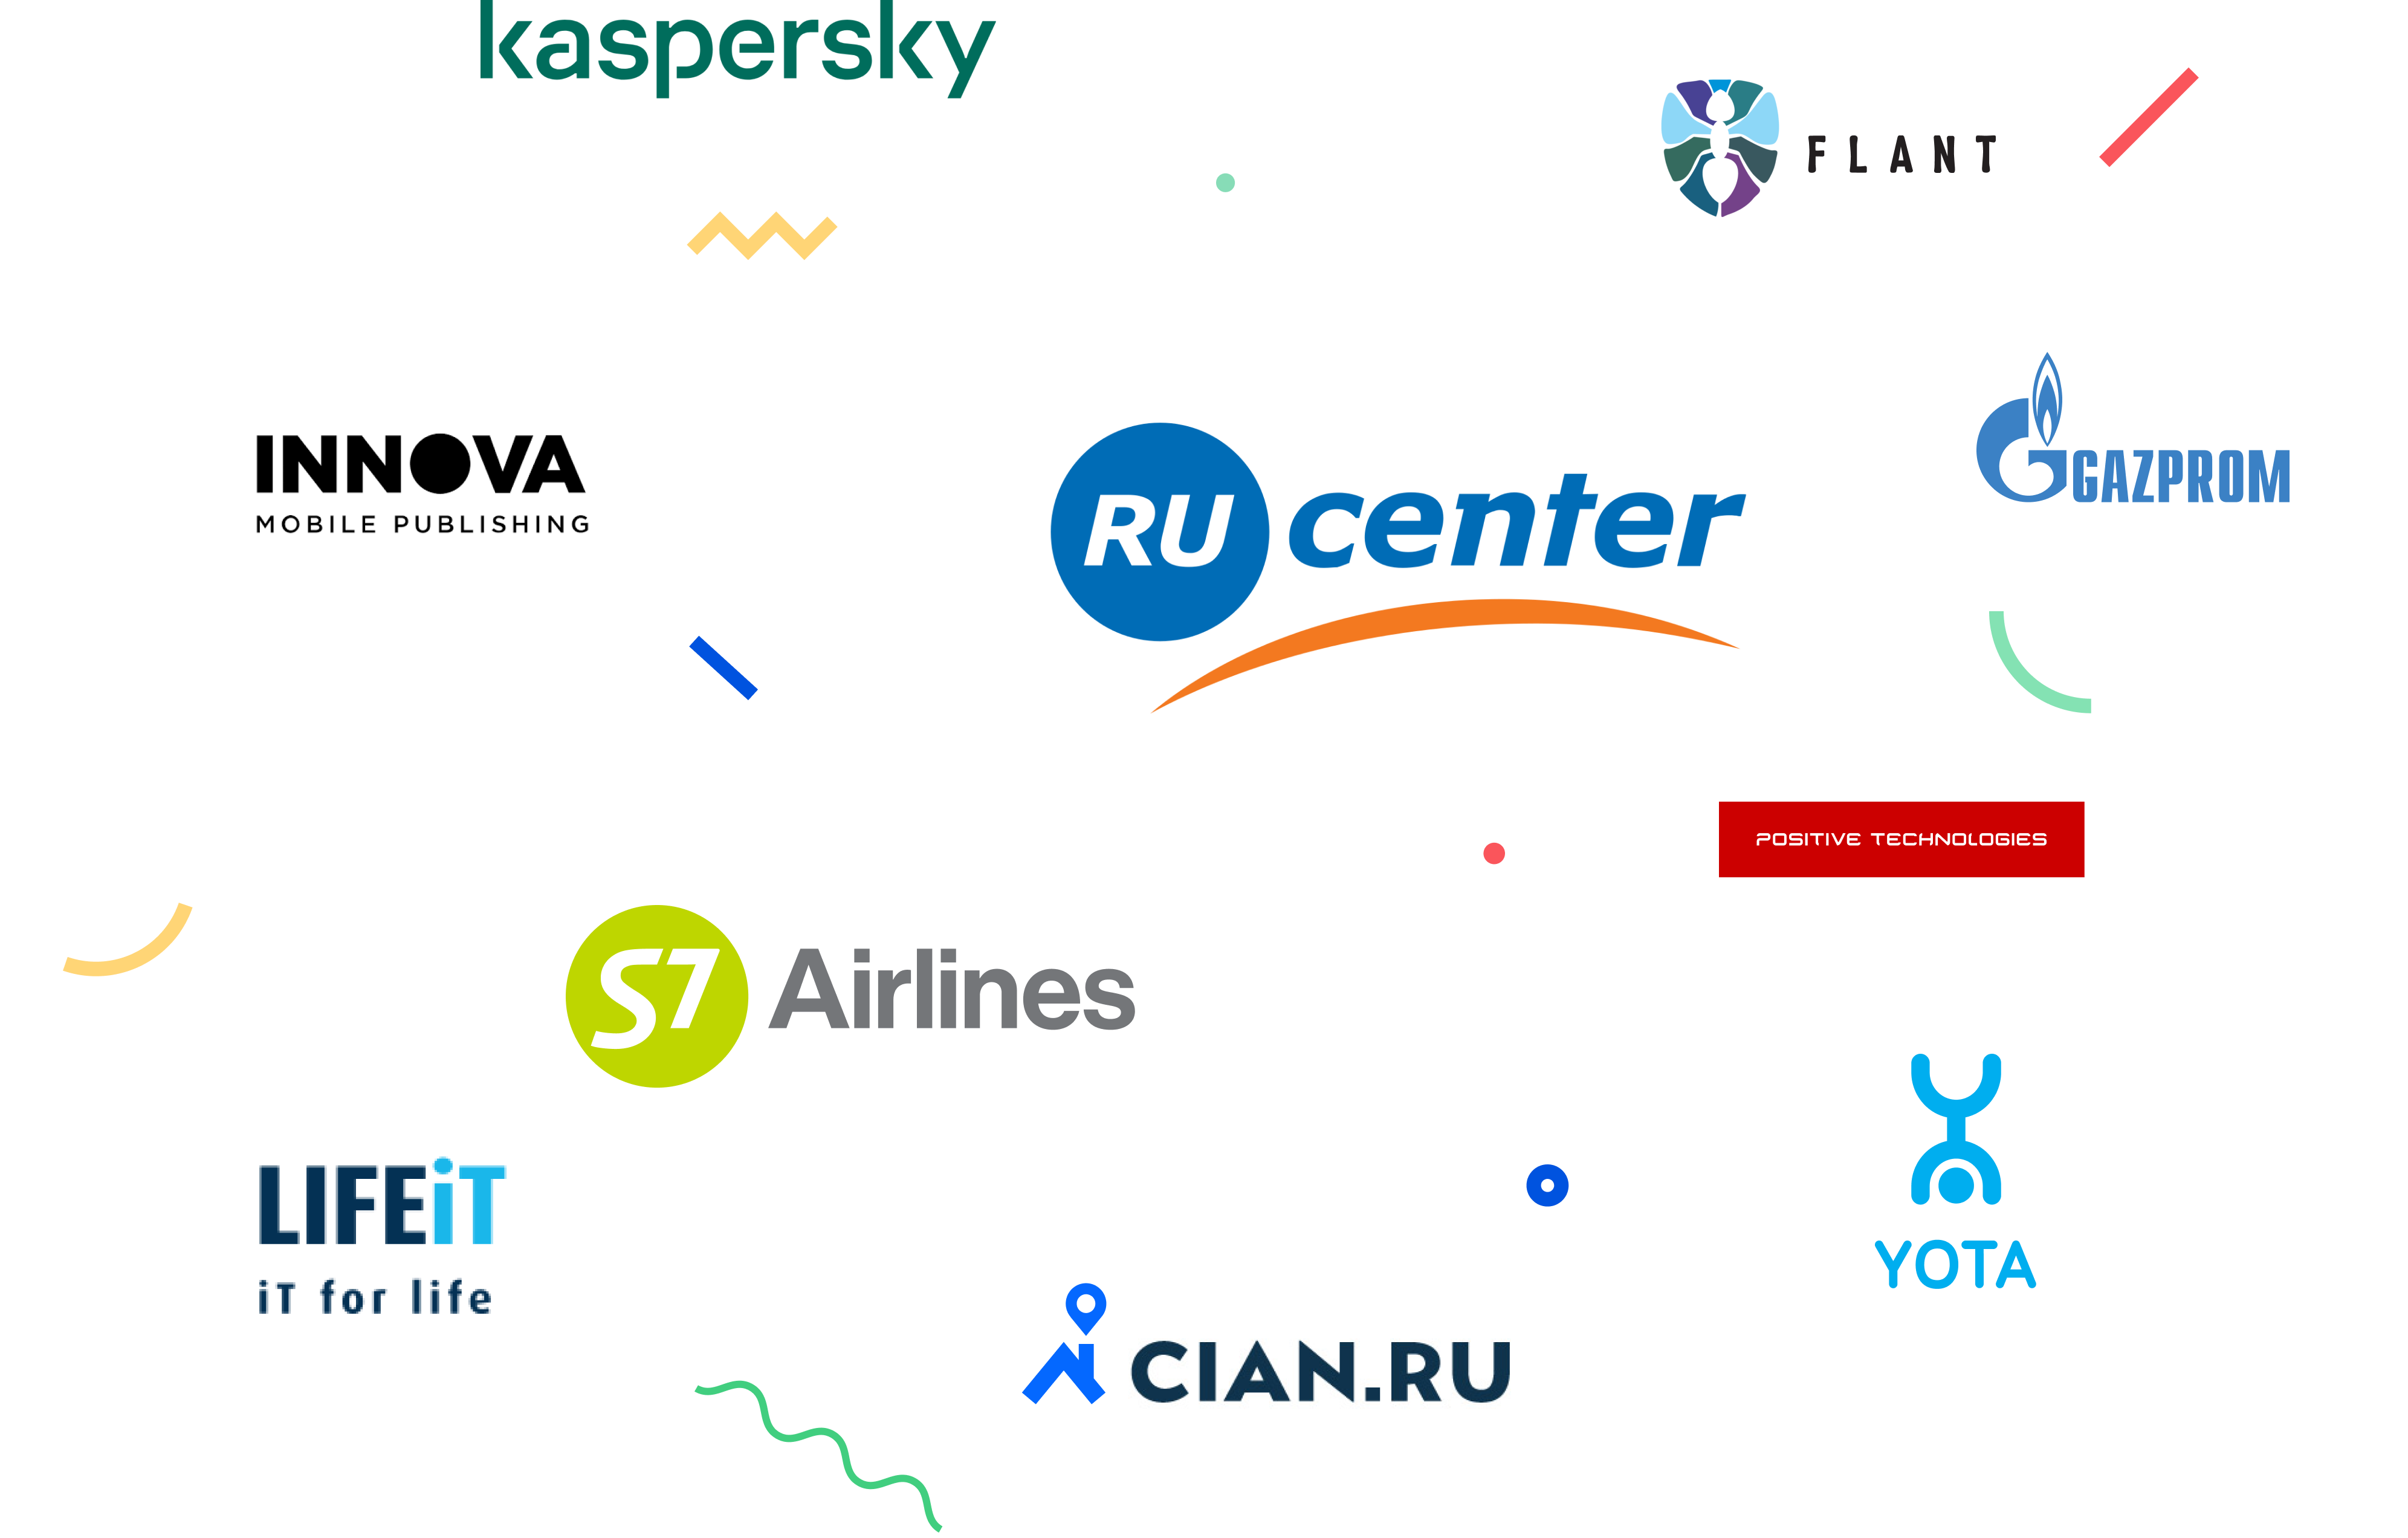 kaspersky
FLANT
INNOVA
MOBILE PUBLISHING
RU center
GAZPROM
POSITIVE TECHNOLOGIES
S7 Airlines
LIFEiT
iT for life
YOTA
CIAN.RU